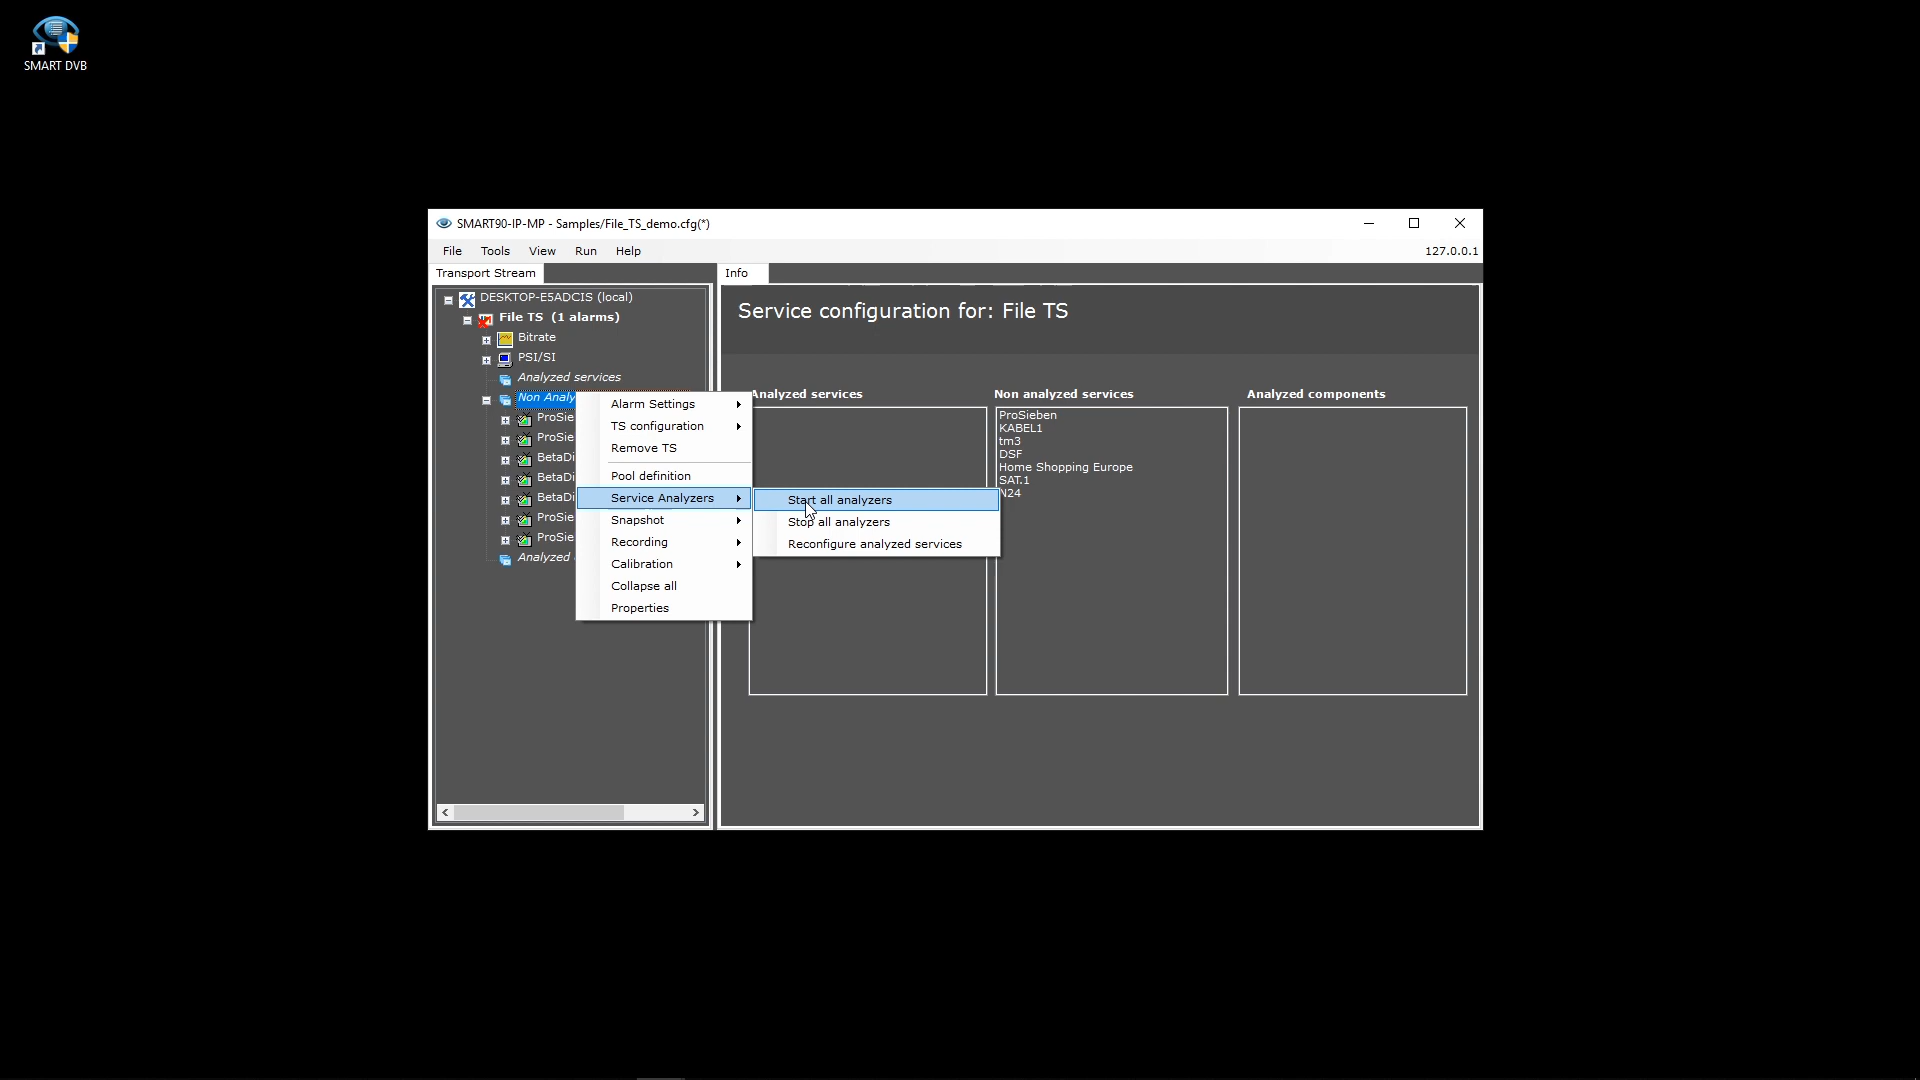 SMART DVB
SMART90-IP-MP - Samples/File_TS_demo.cfg(*)
File Tools View Run Help 127.0.0.1
Transport Stream
Info
DESKTOP-E5ADCIS (local)
File TS (1 alarms)
Bitrate
PSI/SI
Analyzed services
Non Analy
ProSie
ProSie
BetaDi
BetaDi
BetaDi
ProSie
ProSie
Analyzed
Alarm Settings
TS configuration
Remove TS
Pool definition
Service Analyzers
Snapshot
Recording
Calibration
Collapse all
Properties
Start all analyzers
Stop all analyzers
Reconfigure analyzed services
Service configuration for: File TS
Analyzed services
Non analyzed services
ProSieben
KABEL1
tm3
DSF
Home Shopping Europe
SAT.1
N24
Analyzed components